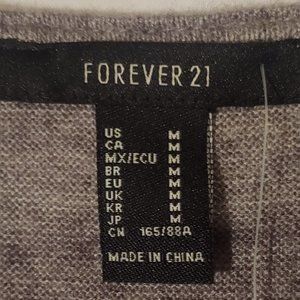 FOREVER 21
US M
CA M
MX/ECU M
BR M
EU M
UK M
KR M
JP M
CN 165/88A
MADE IN CHINA